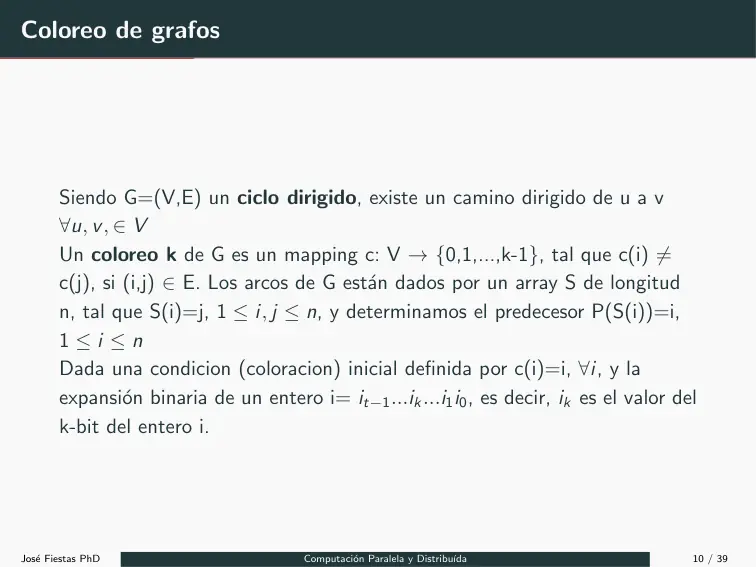 Coloreo de grafos
Siendo G=(V,E) un ciclo dirigido, existe un camino dirigido de u a v
∀u, v, ∈ V
Un coloreo k de G es un mapping c: V → {0,1,...,k-1}, tal que c(i) ≠
c(j), si (i,j) ∈ E. Los arcos de G están dados por un array S de longitud
n, tal que S(i)=j, 1 ≤ i, j ≤ n, y determinamos el predecesor P(S(i))=i,
1 ≤ i ≤ n
Dada una condicion (coloracion) inicial definida por c(i)=i, ∀i, y la
expansión binaria de un entero i= i_{t−1}...i_k...i_1i_0, es decir, i_k es el valor del
k-bit del entero i.
José Fiestas PhD
Computación Paralela y Distribuída
10 / 39